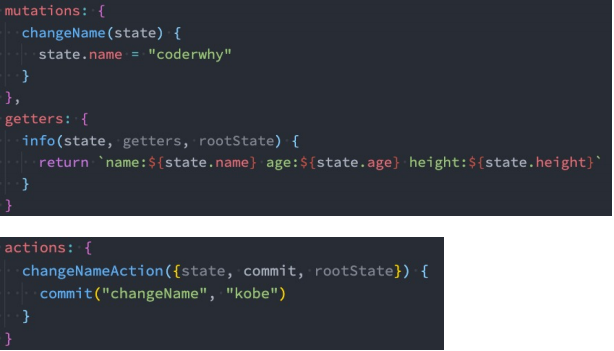 mutations: {
  changeName(state) {
    state.name = "coderwhy"
  }
},
getters: {
  info(state, getters, rootState) {
    return `name:${state.name} age:${state.age} height:${state.height}`
  }
}
actions: {
  changeNameAction({state, commit, rootState}) {
    commit("changeName", "kobe")
  }
}